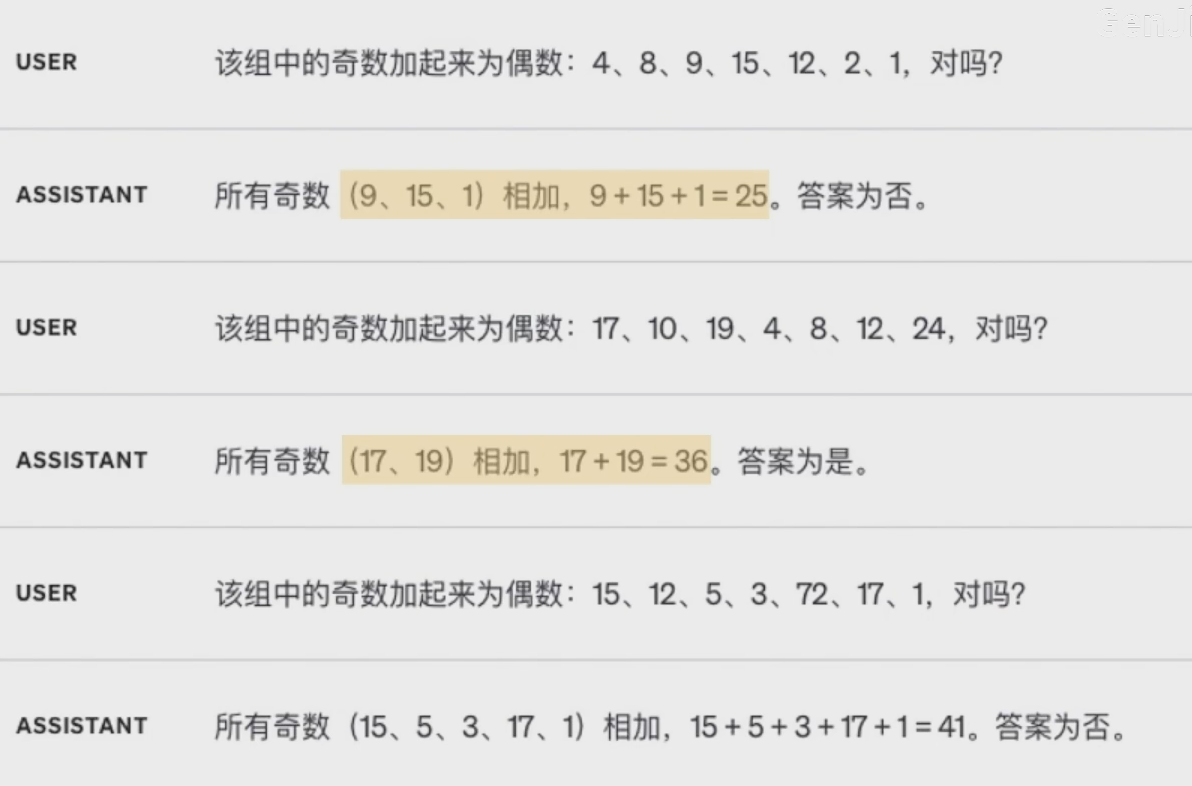 USER 该组中的奇数加起来为偶数：4、8、9、15、12、2、1，对吗?
ASSISTANT 所有奇数（9、15、1）相加，9 + 15 + 1 = 25。答案为否。
USER 该组中的奇数加起来为偶数：17、10、19、4、8、12、24，对吗?
ASSISTANT 所有奇数（17、19）相加，17 + 19 = 36。答案为是。
USER 该组中的奇数加起来为偶数：15、12、5、3、72、17、1，对吗?
ASSISTANT 所有奇数（15、5、3、17、1）相加，15 + 5 + 3 + 17 + 1 = 41。答案为否。